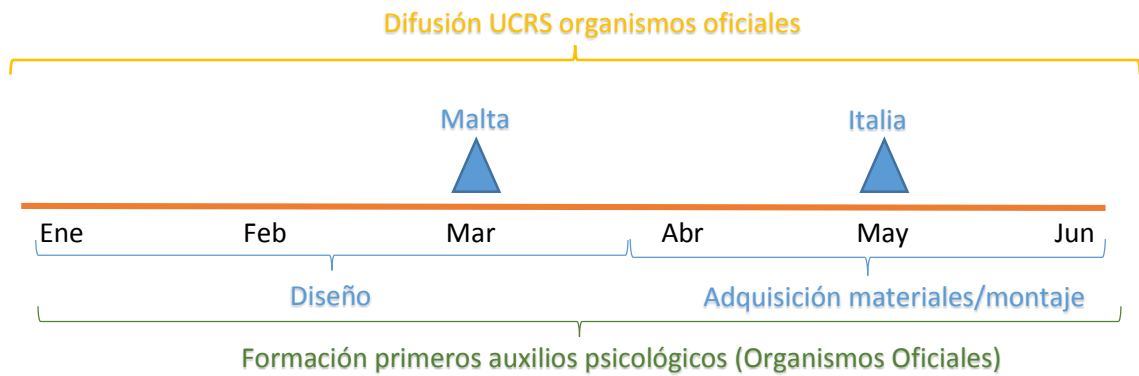 Difusión UCRS organismos oficiales
Malta Italia
Ene Feb Mar Abr May Jun
Diseño Adquisición materiales/montaje
Formación primeros auxilios psicológicos (Organismos Oficiales)